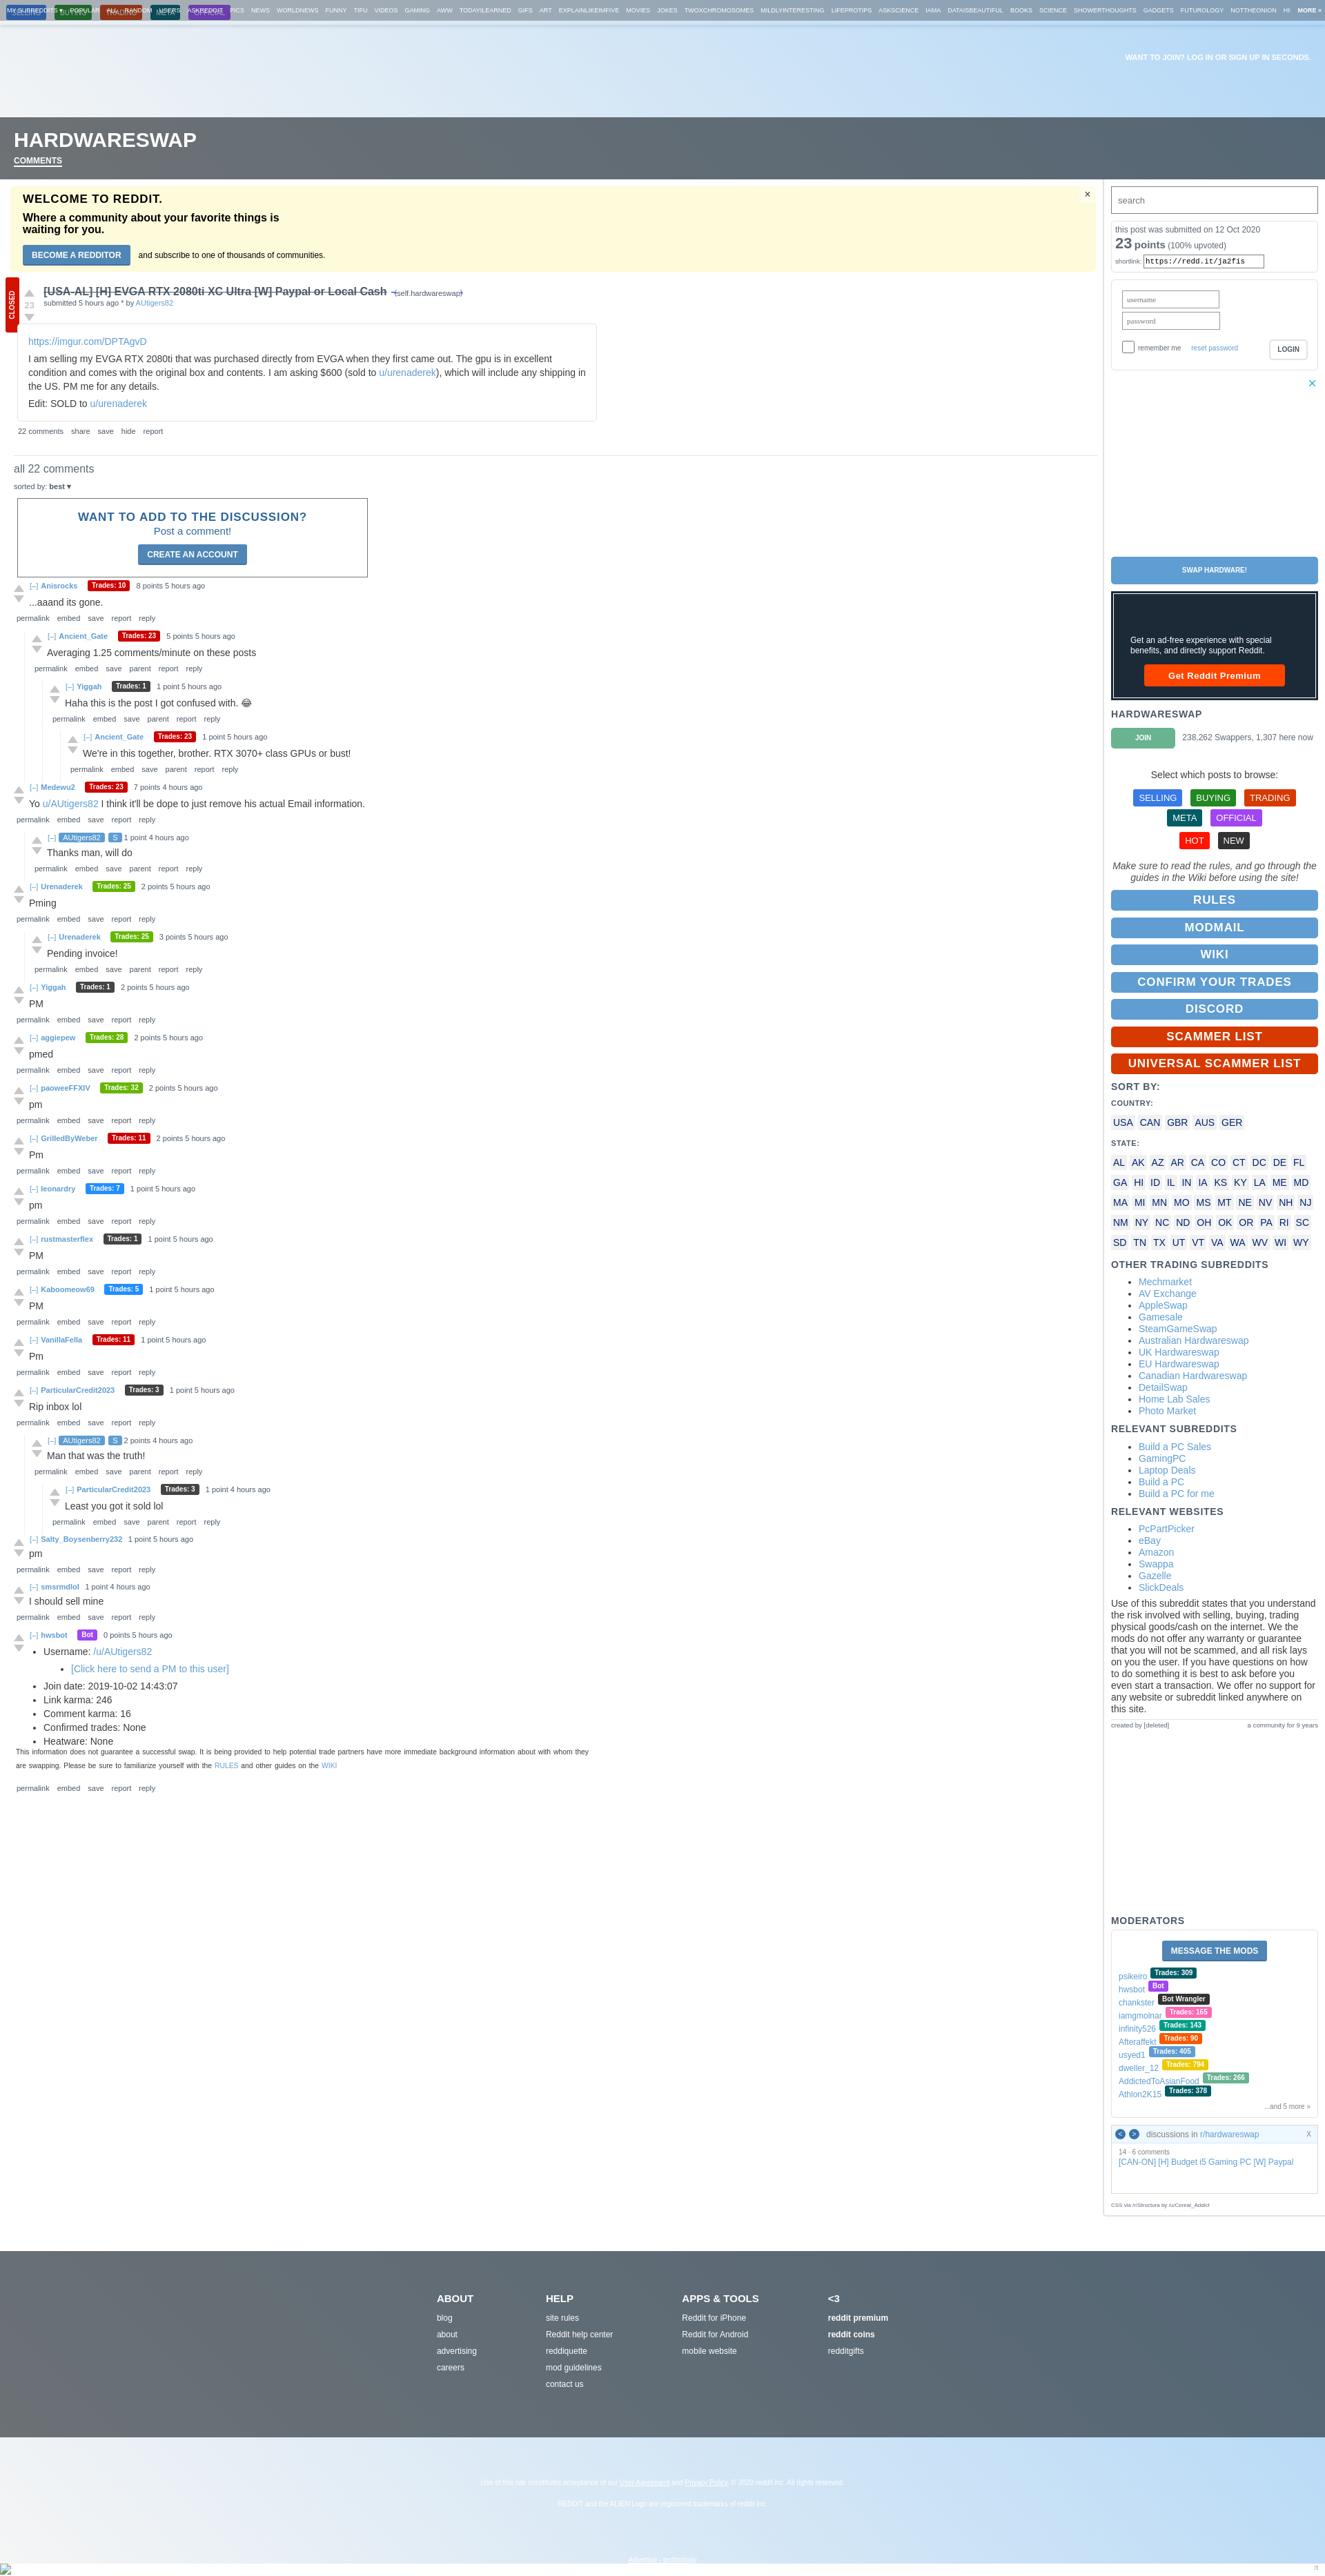 MY SUBREDDITS ▾ POPULAR ALL RANDOM USERS ASKREDDIT PICS NEWS WORLDNEWS FUNNY TIFU VIDEOS GAMING AWW TODAYILEARNED GIFS ART EXPLAINLIKEIMFIVE MOVIES JOKES TWOXCHROMOSOMES MILDLYINTERESTING LIFEPROTIPS ASKSCIENCE IAMA DATAISBEAUTIFUL BOOKS SCIENCE SHOWERTHOUGHTS GADGETS FUTUROLOGY NOTTHEONION HI MORE »
SELLING BUYING TRADING META OFFICIAL
WANT TO JOIN? LOG IN OR SIGN UP IN SECONDS.
HARDWARESWAP
COMMENTS
WELCOME TO REDDIT.
Where a community about your favorite things is
waiting for you.
BECOME A REDDITOR and subscribe to one of thousands of communities.
×
CLOSED
23
[USA-AL] [H] EVGA RTX 2080ti XC Ultra [W] Paypal or Local Cash (self.hardwareswap)
submitted 5 hours ago * by AUtigers82
https://imgur.com/DPTAgvD
I am selling my EVGA RTX 2080ti that was purchased directly from EVGA when they first came out. The gpu is in excellent
condition and comes with the original box and contents. I am asking $600 (sold to u/urenaderek), which will include any shipping in
the US. PM me for any details.
Edit: SOLD to u/urenaderek
22 comments share save hide report
all 22 comments
sorted by: best ▾
WANT TO ADD TO THE DISCUSSION?
Post a comment!
CREATE AN ACCOUNT
[–] Anisrocks Trades: 10 8 points 5 hours ago
...aaand its gone.
permalink embed save report reply
[–] Ancient_Gate Trades: 23 5 points 5 hours ago
Averaging 1.25 comments/minute on these posts
permalink embed save parent report reply
[–] Yiggah Trades: 1 1 point 5 hours ago
Haha this is the post I got confused with. 😂
permalink embed save parent report reply
[–] Ancient_Gate Trades: 23 1 point 5 hours ago
We're in this together, brother. RTX 3070+ class GPUs or bust!
permalink embed save parent report reply
[–] Medewu2 Trades: 23 7 points 4 hours ago
Yo u/AUtigers82 I think it'll be dope to just remove his actual Email information.
permalink embed save report reply
[–] AUtigers82 S 1 point 4 hours ago
Thanks man, will do
permalink embed save parent report reply
[–] Urenaderek Trades: 25 2 points 5 hours ago
Pming
permalink embed save report reply
[–] Urenaderek Trades: 25 3 points 5 hours ago
Pending invoice!
permalink embed save parent report reply
[–] Yiggah Trades: 1 2 points 5 hours ago
PM
permalink embed save report reply
[–] aggiepew Trades: 28 2 points 5 hours ago
pmed
permalink embed save report reply
[–] paoweeFFXIV Trades: 32 2 points 5 hours ago
pm
permalink embed save report reply
[–] GrilledByWeber Trades: 11 2 points 5 hours ago
Pm
permalink embed save report reply
[–] leonardry Trades: 7 1 point 5 hours ago
pm
permalink embed save report reply
[–] rustmasterflex Trades: 1 1 point 5 hours ago
PM
permalink embed save report reply
[–] Kaboomeow69 Trades: 5 1 point 5 hours ago
PM
permalink embed save report reply
[–] VanillaFella Trades: 11 1 point 5 hours ago
Pm
permalink embed save report reply
[–] ParticularCredit2023 Trades: 3 1 point 5 hours ago
Rip inbox lol
permalink embed save report reply
[–] AUtigers82 S 2 points 4 hours ago
Man that was the truth!
permalink embed save parent report reply
[–] ParticularCredit2023 Trades: 3 1 point 4 hours ago
Least you got it sold lol
permalink embed save parent report reply
[–] Salty_Boysenberry232 1 point 5 hours ago
pm
permalink embed save report reply
[–] smsrmdlol 1 point 4 hours ago
I should sell mine
permalink embed save report reply
[–] hwsbot Bot 0 points 5 hours ago
Username: /u/AUtigers82
[Click here to send a PM to this user]
Join date: 2019-10-02 14:43:07
Link karma: 246
Comment karma: 16
Confirmed trades: None
Heatware: None
This information does not guarantee a successful swap. It is being provided to help potential trade partners have more immediate background information about with whom they
are swapping. Please be sure to familiarize yourself with the RULES and other guides on the WIKI
permalink embed save report reply
search
this post was submitted on 12 Oct 2020
23 points (100% upvoted)
shortlink: https://redd.it/ja2fis
username
password
remember me reset password LOGIN
×
SWAP HARDWARE!
Get an ad-free experience with special
benefits, and directly support Reddit.
Get Reddit Premium
HARDWARESWAP
JOIN 238,262 Swappers, 1,307 here now
Select which posts to browse:
SELLING BUYING TRADING
META OFFICIAL
HOT NEW
Make sure to read the rules, and go through the
guides in the Wiki before using the site!
RULES
MODMAIL
WIKI
CONFIRM YOUR TRADES
DISCORD
SCAMMER LIST
UNIVERSAL SCAMMER LIST
SORT BY:
COUNTRY:
USA CAN GBR AUS GER
STATE:
AL AK AZ AR CA CO CT DC DE FL
GA HI ID IL IN IA KS KY LA ME MD
MA MI MN MO MS MT NE NV NH NJ
NM NY NC ND OH OK OR PA RI SC
SD TN TX UT VT VA WA WV WI WY
OTHER TRADING SUBREDDITS
Mechmarket
AV Exchange
AppleSwap
Gamesale
SteamGameSwap
Australian Hardwareswap
UK Hardwareswap
EU Hardwareswap
Canadian Hardwareswap
DetailSwap
Home Lab Sales
Photo Market
RELEVANT SUBREDDITS
Build a PC Sales
GamingPC
Laptop Deals
Build a PC
Build a PC for me
RELEVANT WEBSITES
PcPartPicker
eBay
Amazon
Swappa
Gazelle
SlickDeals
Use of this subreddit states that you understand
the risk involved with selling, buying, trading
physical goods/cash on the internet. We the
mods do not offer any warranty or guarantee
that you will not be scammed, and all risk lays
on you the user. If you have questions on how
to do something it is best to ask before you
even start a transaction. We offer no support for
any website or subreddit linked anywhere on
this site.
created by [deleted] a community for 9 years
MODERATORS
MESSAGE THE MODS
psikeiro Trades: 309
hwsbot Bot
chankster Bot Wrangler
iamgmolnar Trades: 165
infinity526 Trades: 143
Afteraffekt Trades: 90
usyed1 Trades: 405
dweller_12 Trades: 794
AddictedToAsianFood Trades: 266
Athlon2K15 Trades: 378
...and 5 more »
< > discussions in r/hardwareswap X
14 · 6 comments
[CAN-ON] [H] Budget i5 Gaming PC [W] Paypal
CSS via /r/Structura by /u/Cereal_Addict
ABOUT
blog
about
advertising
careers
HELP
site rules
Reddit help center
reddiquette
mod guidelines
contact us
APPS & TOOLS
Reddit for iPhone
Reddit for Android
mobile website
<3
reddit premium
reddit coins
redditgifts
Use of this site constitutes acceptance of our User Agreement and Privacy Policy. © 2020 reddit inc. All rights reserved.
REDDIT and the ALIEN Logo are registered trademarks of reddit inc.
Advertise - technology
π